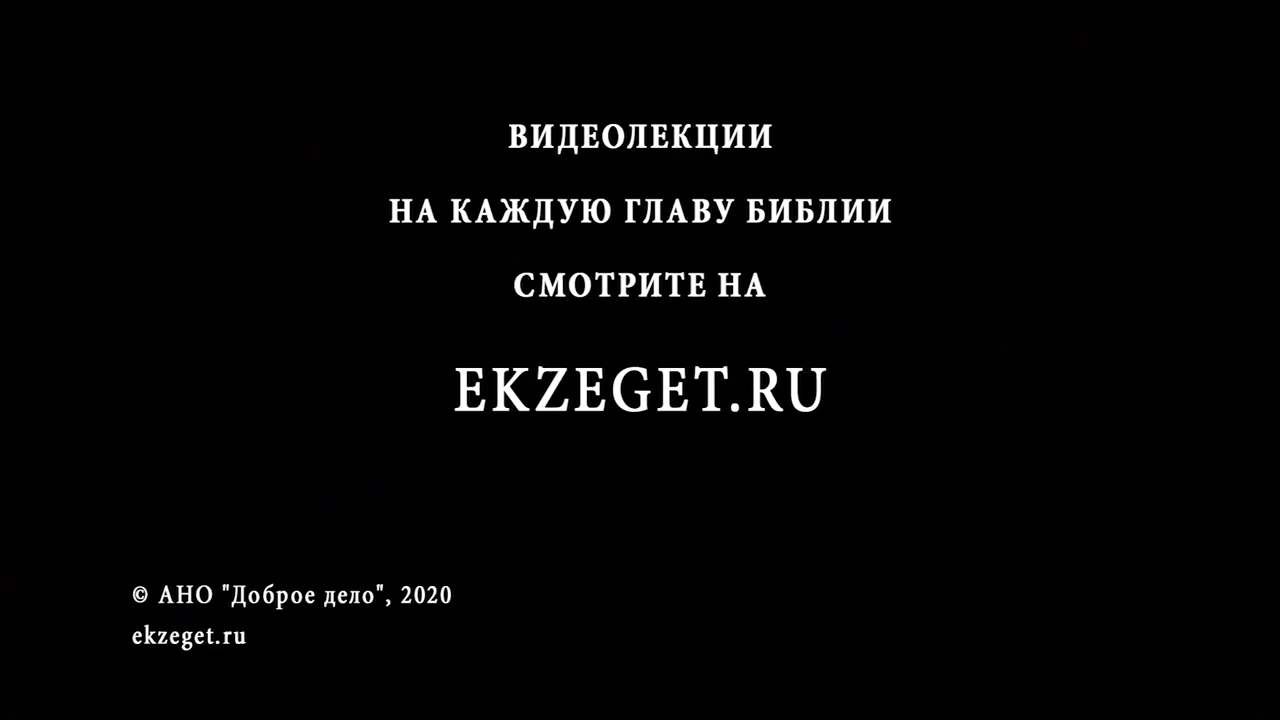 ВИДЕОЛЕКЦИИ
НА КАЖДУЮ ГЛАВУ БИБЛИИ
СМОТРИТЕ НА
EKZEGET.RU
© АНО "Доброе дело", 2020
ekzeget.ru